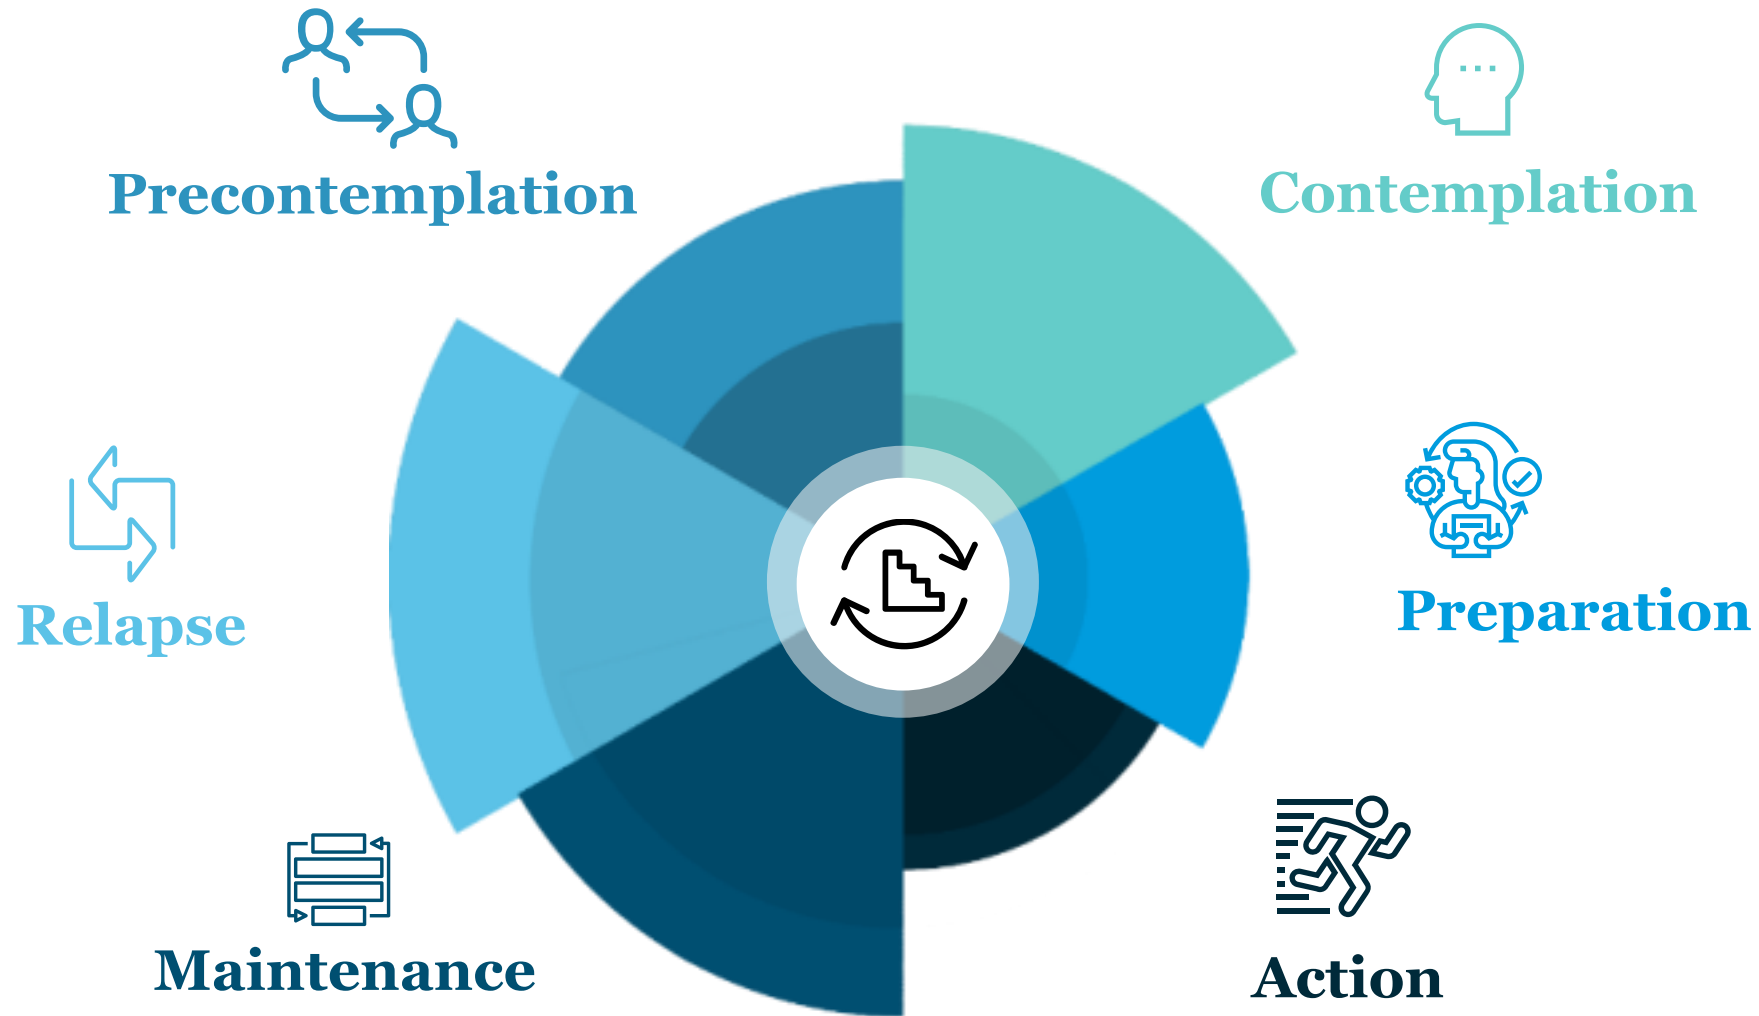 Precontemplation
Contemplation
Relapse
Preparation
Maintenance
Action